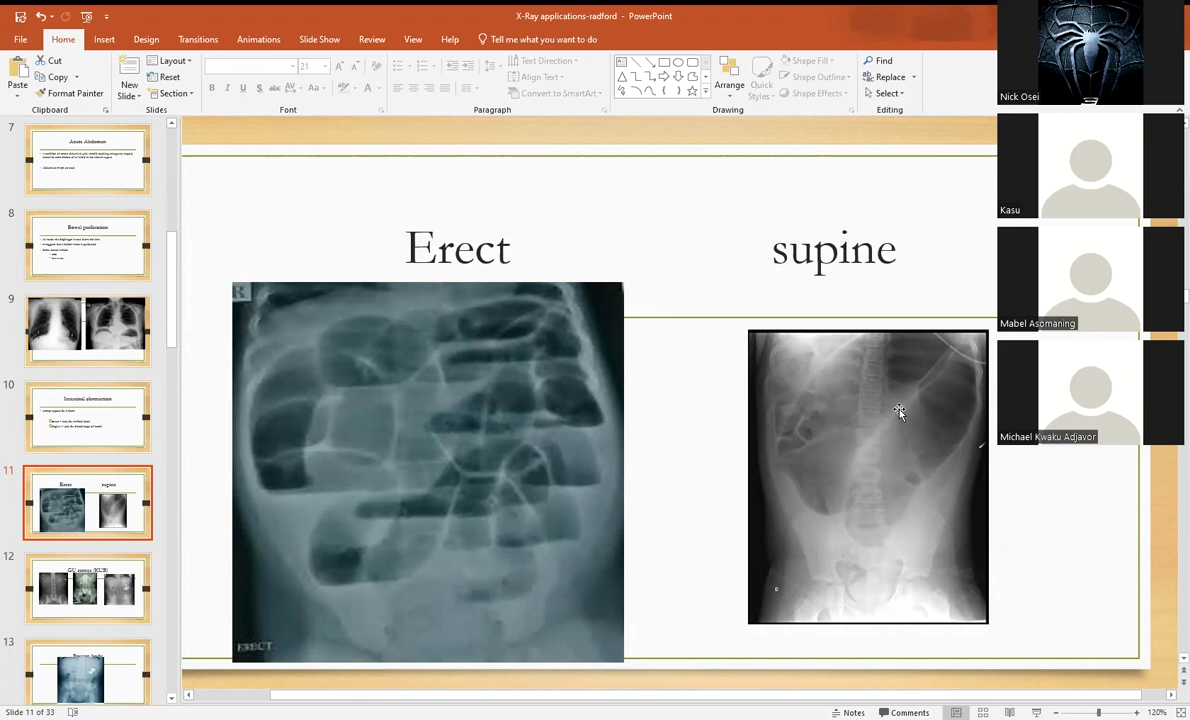 X-Ray applications-radford - PowerPoint
File Home Insert Design Transitions Animations Slide Show Review View Help Tell me what you want to do
Paste
Cut
Copy
Format Painter
Clipboard
New
Slide
Layout
Reset
Section
Slides
21
Font
Text Direction
Align Text
Convert to SmartArt
Paragraph
Arrange
Quick
Styles
Shape Fill
Shape Outline
Shape Effects
Drawing
Find
Replace
Select
Editing
Nick Osei
Kasu
Mabel Asomaning
Michael Kwaku Adjavor
7
Acute Abdomen
8
Bowel perforation
9
10
Intestinal obstruction
11
Erect supine
12
13
Erect supine
R
ERECT
Slide 11 of 33
Notes
Comments
120%